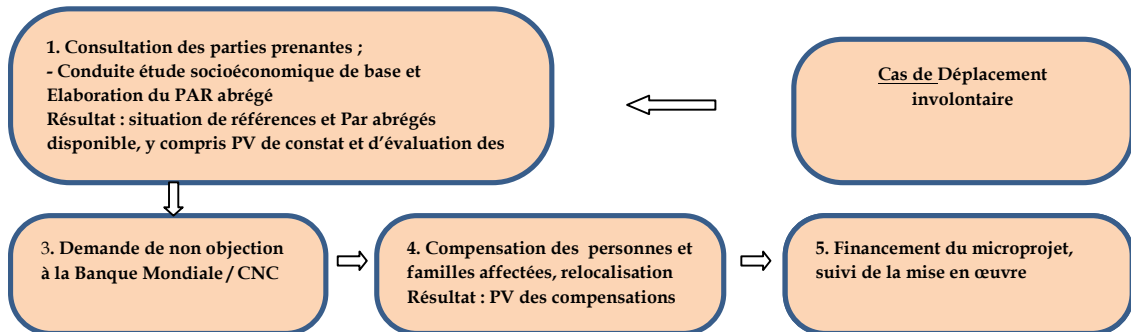 1. Consultation des parties prenantes ;
- Conduite étude socioéconomique de base et
Elaboration du PAR abrégé
Résultat : situation de références et Par abrégés
disponible, y compris PV de constat et d'évaluation des
Cas de Déplacement
involontaire
3. Demande de non objection
à la Banque Mondiale / CNC
4. Compensation des personnes et
familles affectées, relocalisation
Résultat : PV des compensations
5. Financement du microprojet,
suivi de la mise en œuvre